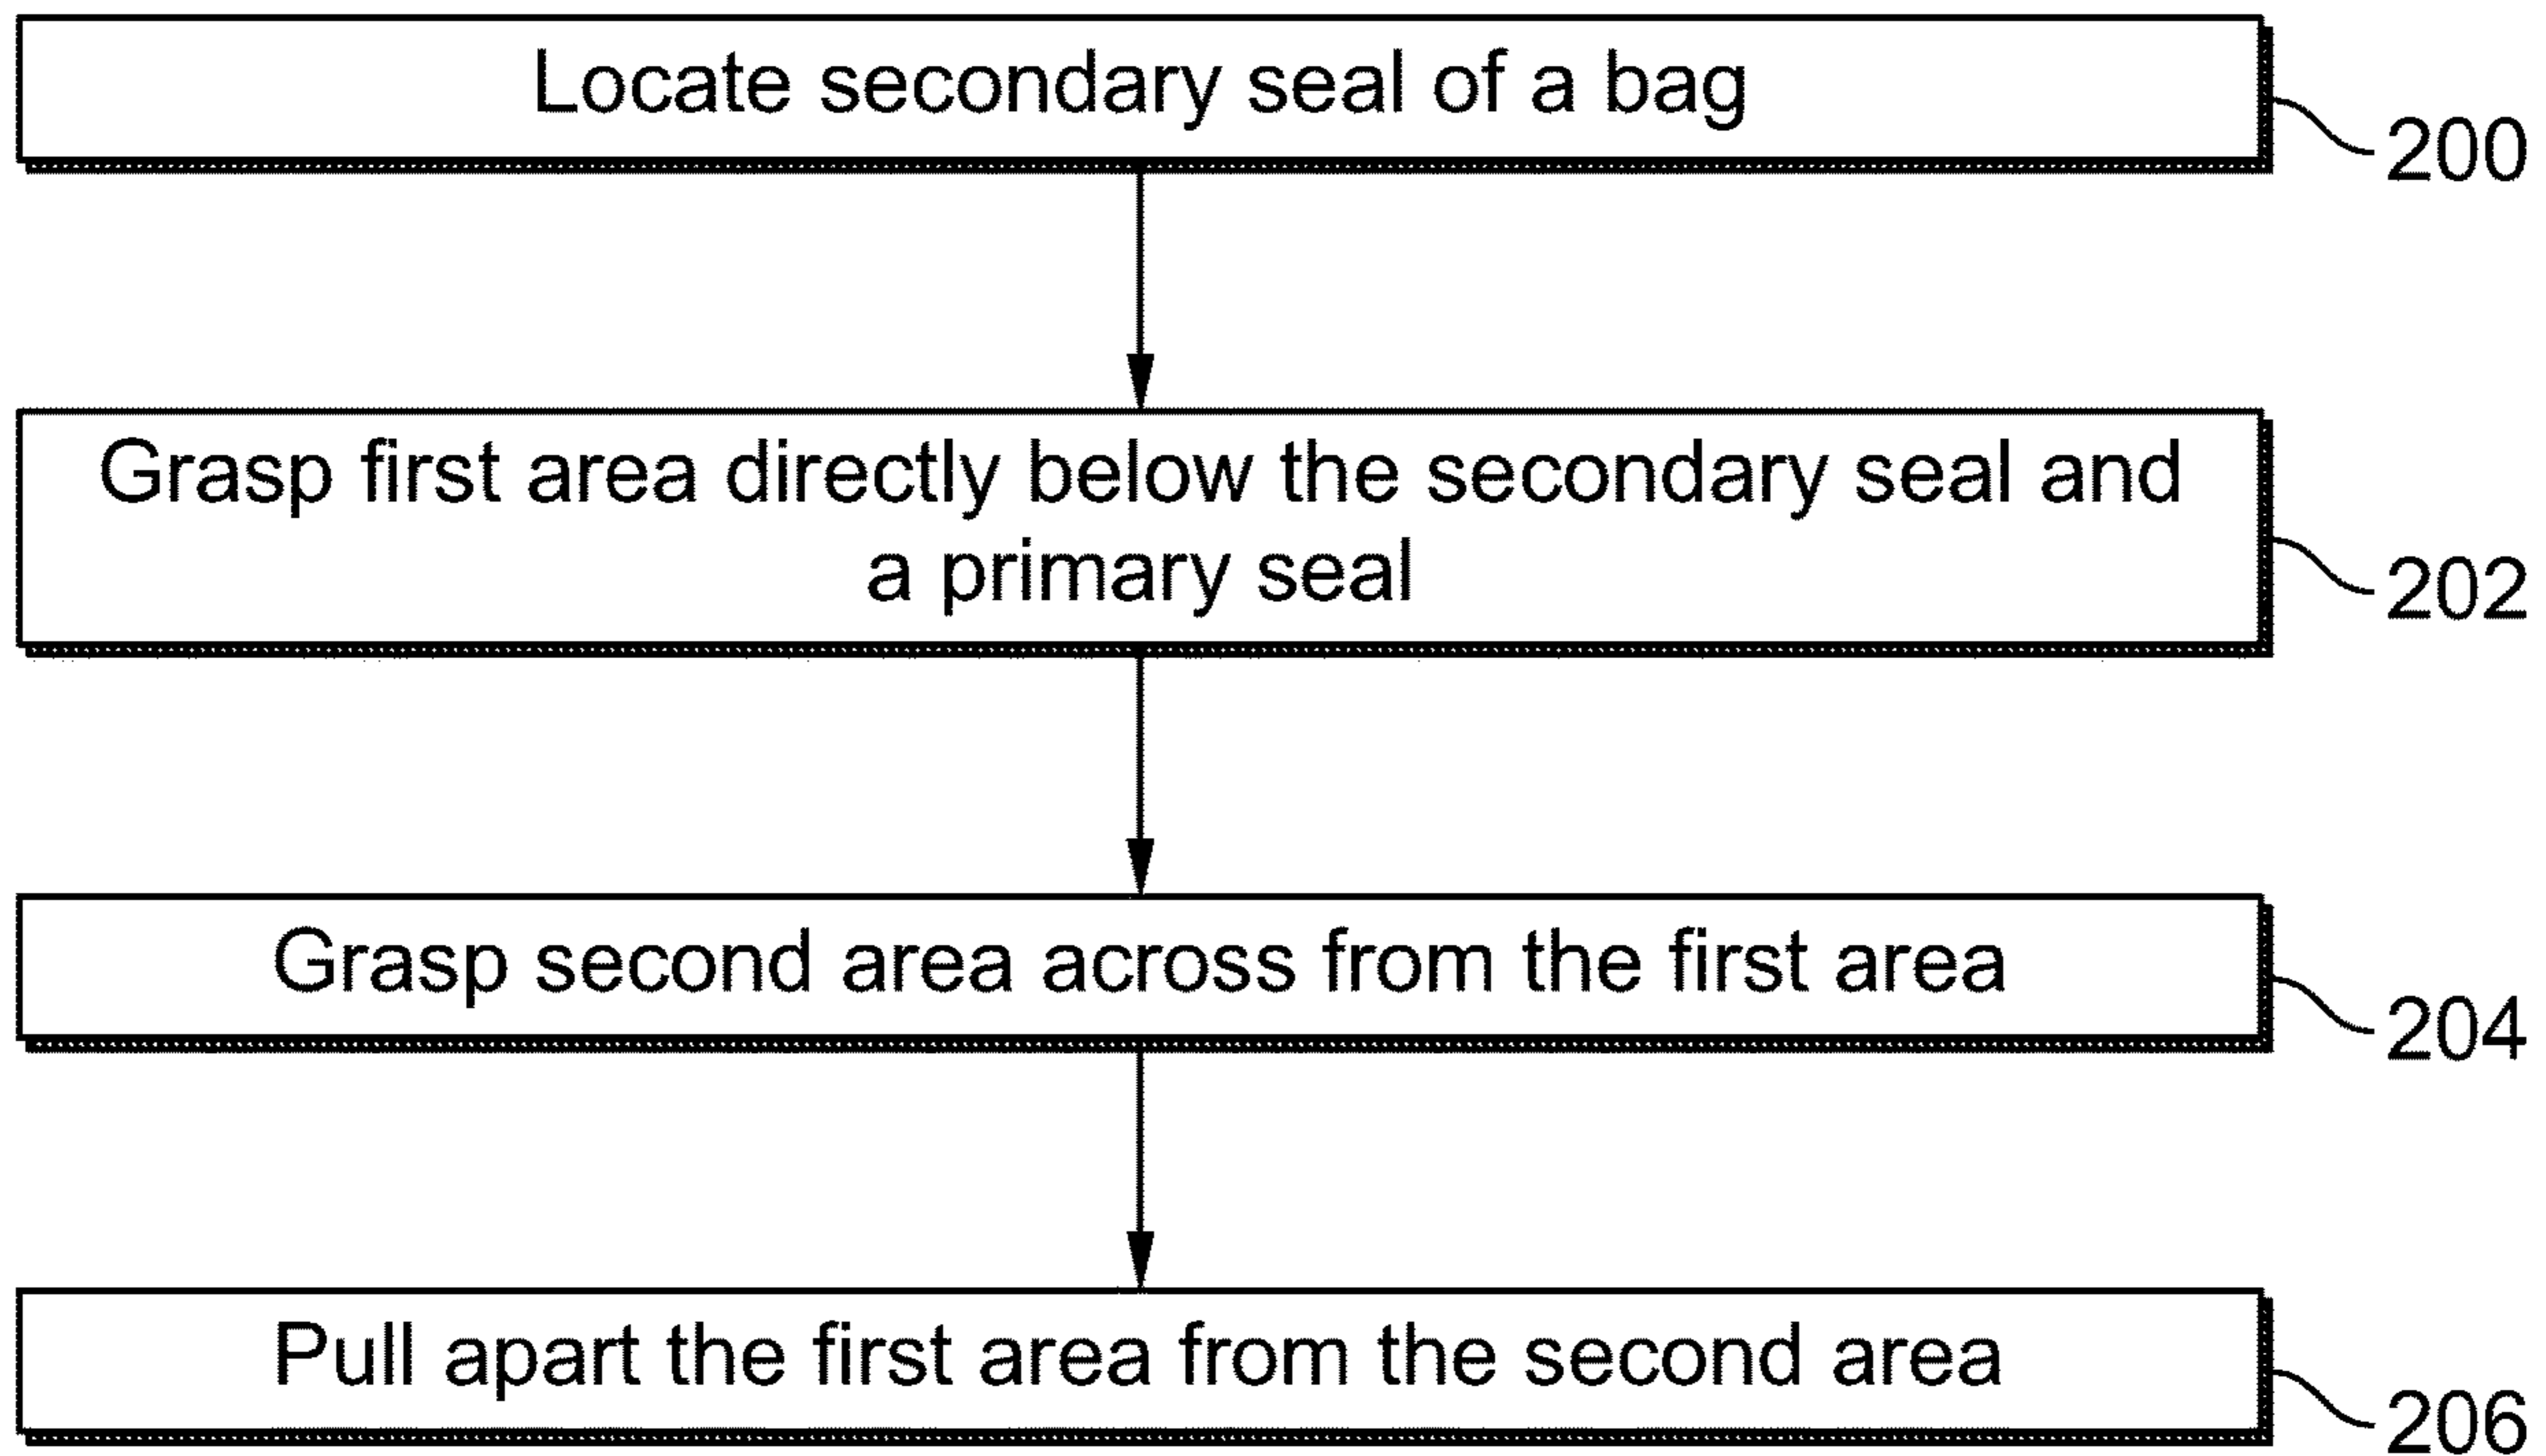 Locate secondary seal of a bag
200
Grasp first area directly below the secondary seal and
a primary seal
202
Grasp second area across from the first area
204
Pull apart the first area from the second area
206